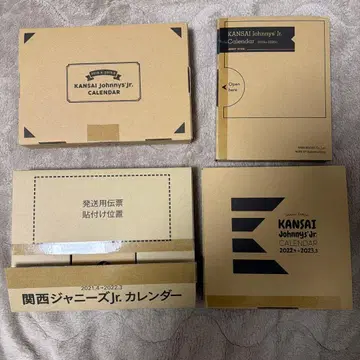 KANSAI Johnnys' Jr.
CALENDAR
KANSAI Johnnys' Jr.
Calendar
Open
here
発送用伝票
貼付け位置
2021.4→2022.3
関西ジャニーズJr. カレンダー
KANSAI
Johnnys' Jr.
CALENDAR
2022.4→2023.3